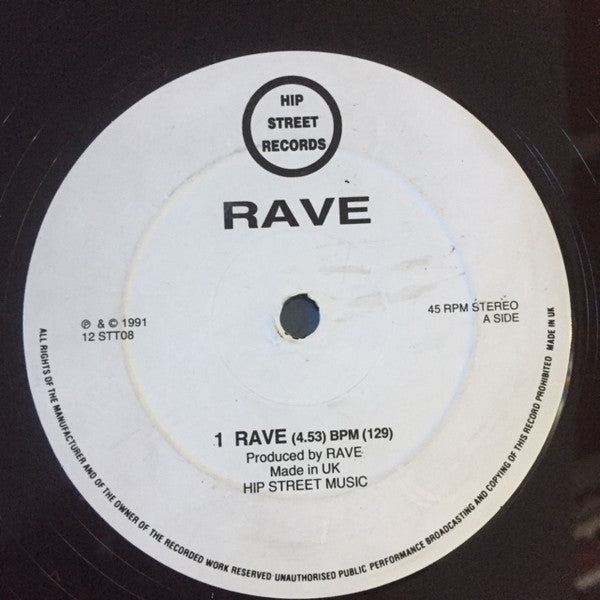 HIP
STREET
RECORDS
RAVE
℗ & © 1991
12 STT08
45 RPM STEREO
A SIDE
1 RAVE (4.53) BPM (129)
Produced by RAVE
Made in UK
HIP STREET MUSIC
ALL RIGHTS OF THE MANUFACTURER AND OF THE OWNER OF THE RECORDED WORK RESERVED UNAUTHORISED PUBLIC PERFORMANCE BROADCASTING AND COPYING OF THIS RECORD PROHIBITED MADE IN UK